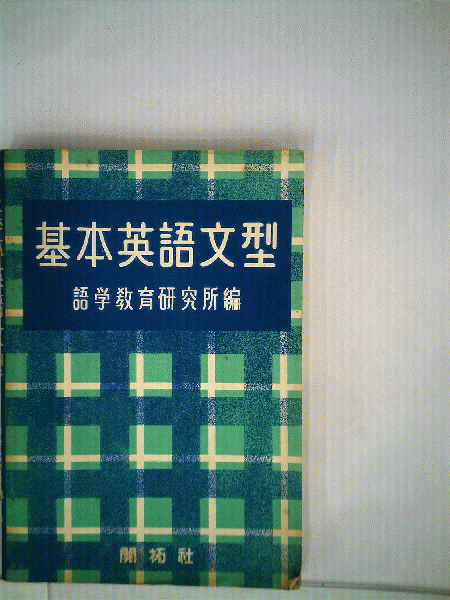 基本英語文型
語学教育研究所編
開拓社